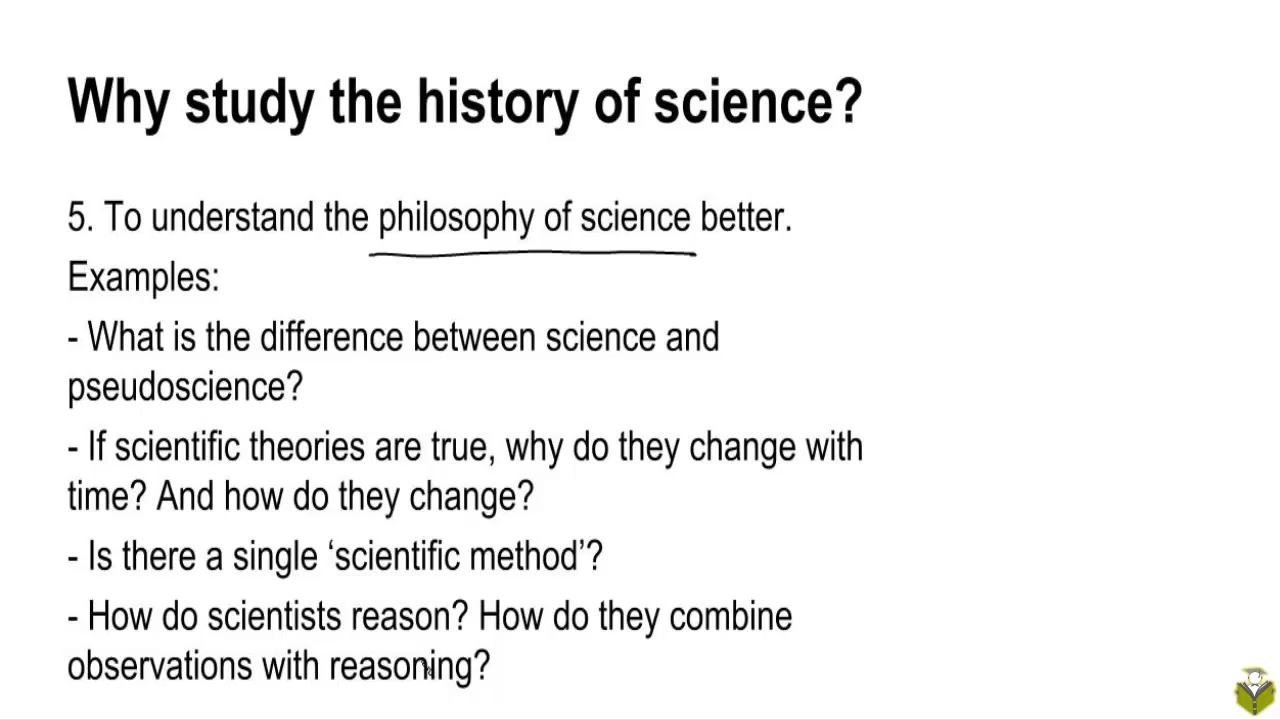 Why study the history of science?
5. To understand the philosophy of science better.
Examples:
- What is the difference between science and
pseudoscience?
- If scientific theories are true, why do they change with
time? And how do they change?
- Is there a single ‘scientific method’?
- How do scientists reason? How do they combine
observations with reasoning?